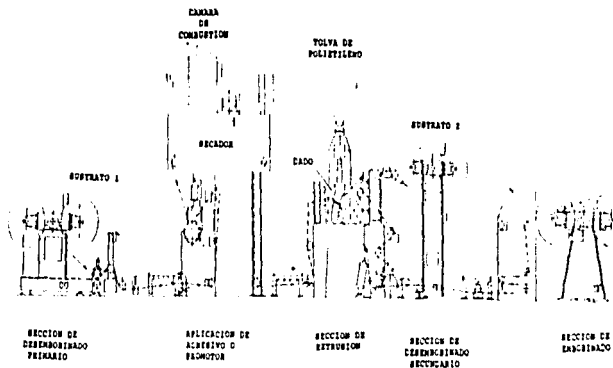 CAMARA
DE
COMBUSTION
TOLVA DE
POLIETILENO
SECADOR
SUSTRATO 2
DADO
SUSTRATO 1
SECCION DE
DESEMBOBINADO
PRIMARIO
APLICACION DE
ADHESIVO O
PROMOTOR
SECCION DE
EXTRUSION
SECCION DE
DESEMBOBINADO
SECUNDARIO
SECCION DE
EMBOBINADO